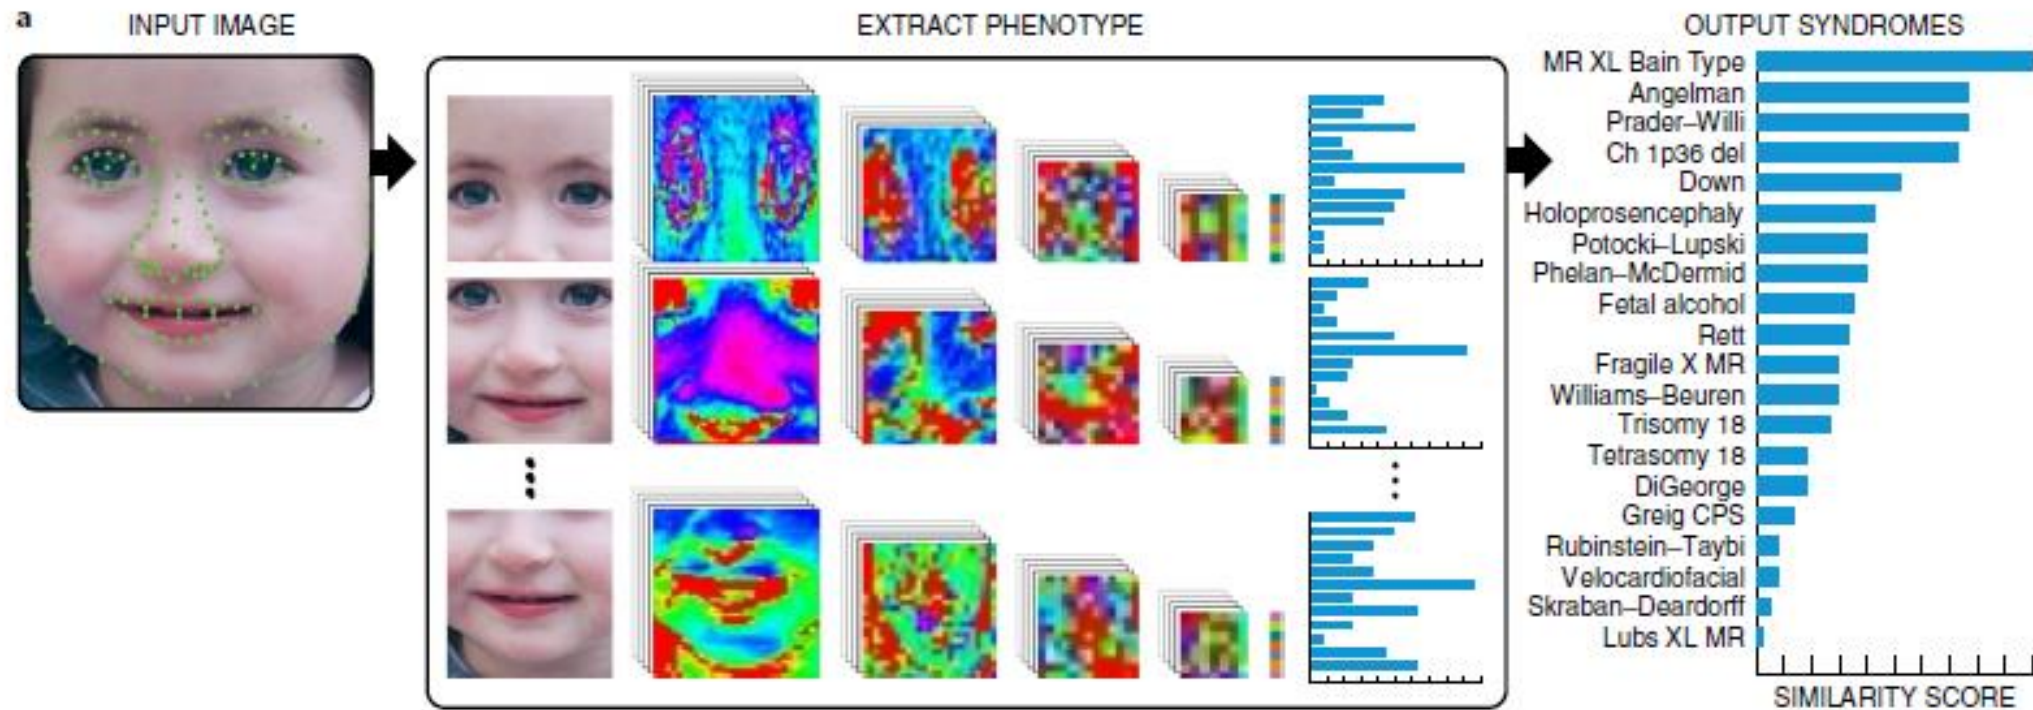 a
INPUT IMAGE
EXTRACT PHENOTYPE
OUTPUT SYNDROMES
MR XL Bain Type
Angelman
Prader–Willi
Ch 1p36 del
Down
Holoprosencephaly
Potocki–Lupski
Phelan–McDermid
Fetal alcohol
Rett
Fragile X MR
Williams–Beuren
Trisomy 18
Tetrasomy 18
DiGeorge
Greig CPS
Rubinstein–Taybi
Velocardiofacial
Skraban–Deardorff
Lubs XL MR
SIMILARITY SCORE